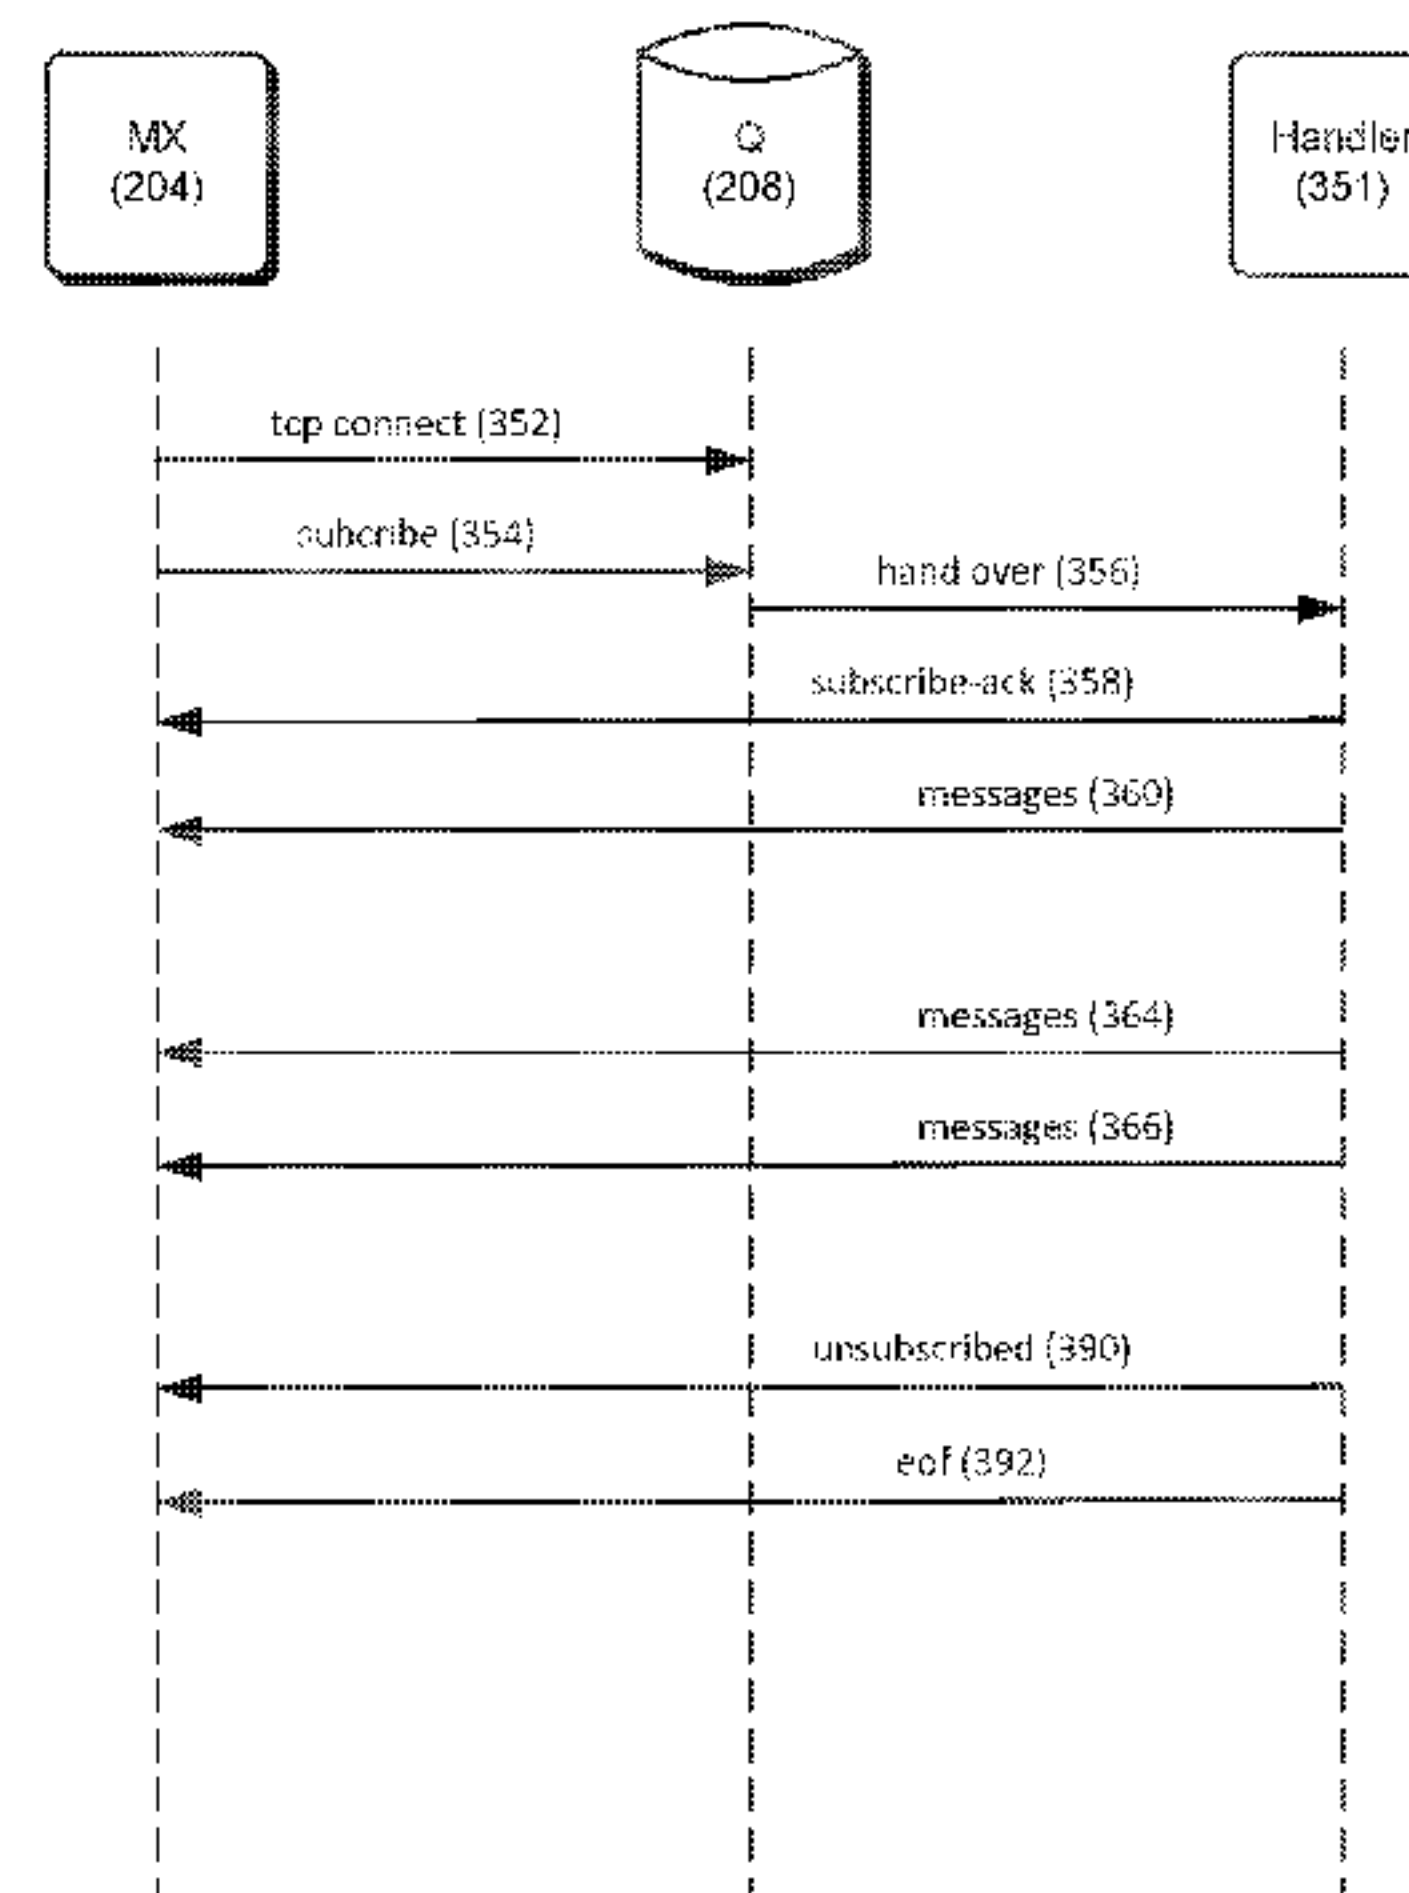 MX
(204)
Q
(208)
Handler
(351)
tcp connect (352)
subcribe (354)
hand over (356)
subscribe-ack (358)
messages (360)
messages (364)
messages (366)
unsubscribed (390)
eof (392)